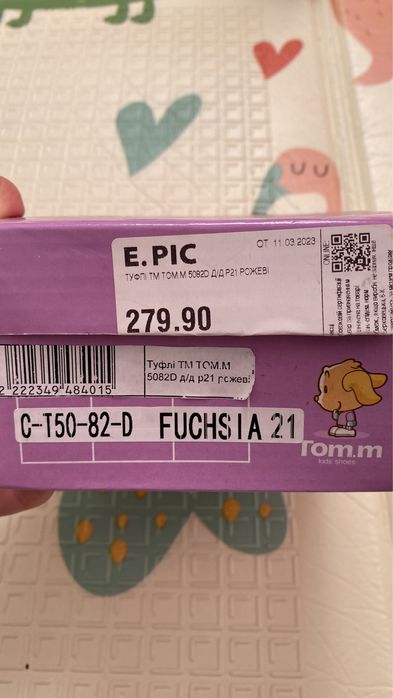 E.PIC
ОТ 11.03.2023
ТУФЛІ ТМ ТОМ.М 5082D Д/Д Р21 РОЖЕВІ
279.90
ONLINE
2 222349 484015
Туфлі ТМ ТОМ.М
5082D д/д р21 рожеві
C-T50-82-D FUCHSIA 21
Tom.m
kids shoes